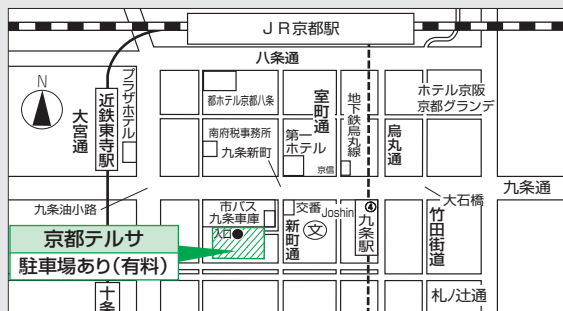 JR京都駅
八条通
N
プラザホテル
近鉄東寺駅
大宮通
都ホテル京都八条
室町通
地下鉄烏丸線
烏丸通
ホテル京阪
京都グランデ
南府税事務所
九条新町
第一
ホテル
京信
大石橋
九条通
九条油小路
市バス
九条車庫
入口
交番
Joshin
④
九条駅
新町通
文
竹田街道
京都テルサ
駐車場あり(有料)
十条
札ノ辻通